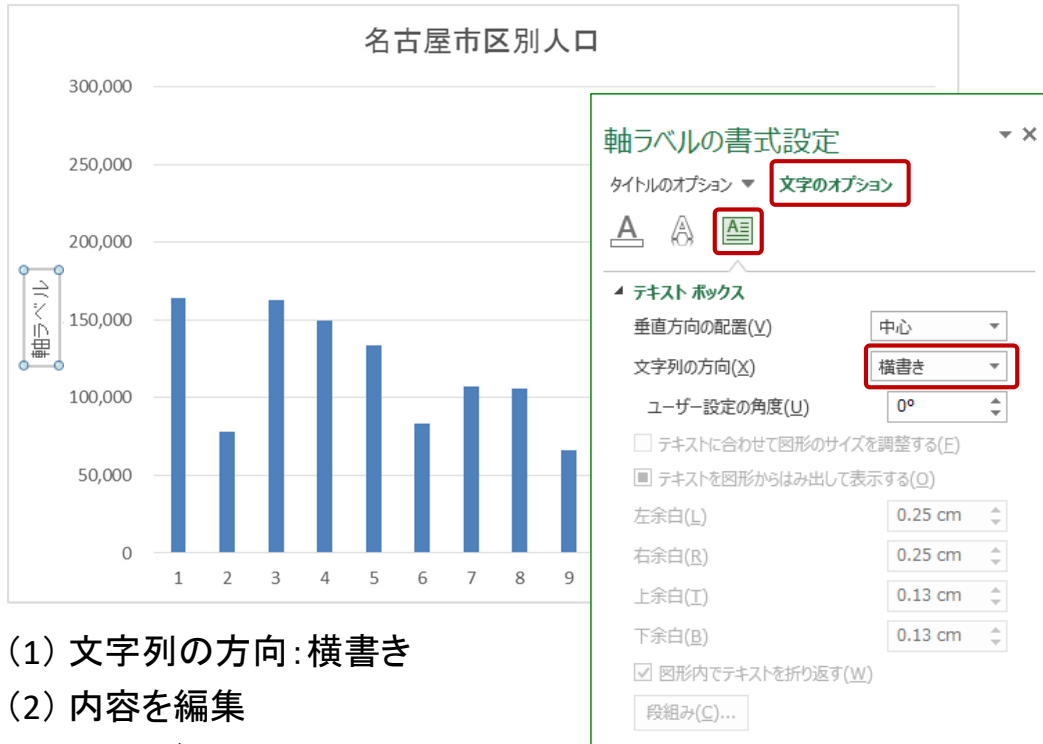 名古屋市区別人口
300,000
250,000
200,000
150,000
100,000
50,000
0
軸ラベル
1 2 3 4 5 6 7 8 9
軸ラベルの書式設定
タイトルのオプション 文字のオプション
テキスト ボックス
垂直方向の配置(V) 中心
文字列の方向(X) 横書き
ユーザー設定の角度(U) 0°
テキストに合わせて図形のサイズを調整する(F)
テキストを図形からはみ出して表示する(O)
左余白(L) 0.25 cm
右余白(R) 0.25 cm
上余白(T) 0.13 cm
下余白(B) 0.13 cm
図形内でテキストを折り返す(W)
段組み(C)...
(1) 文字列の方向:横書き
(2) 内容を編集